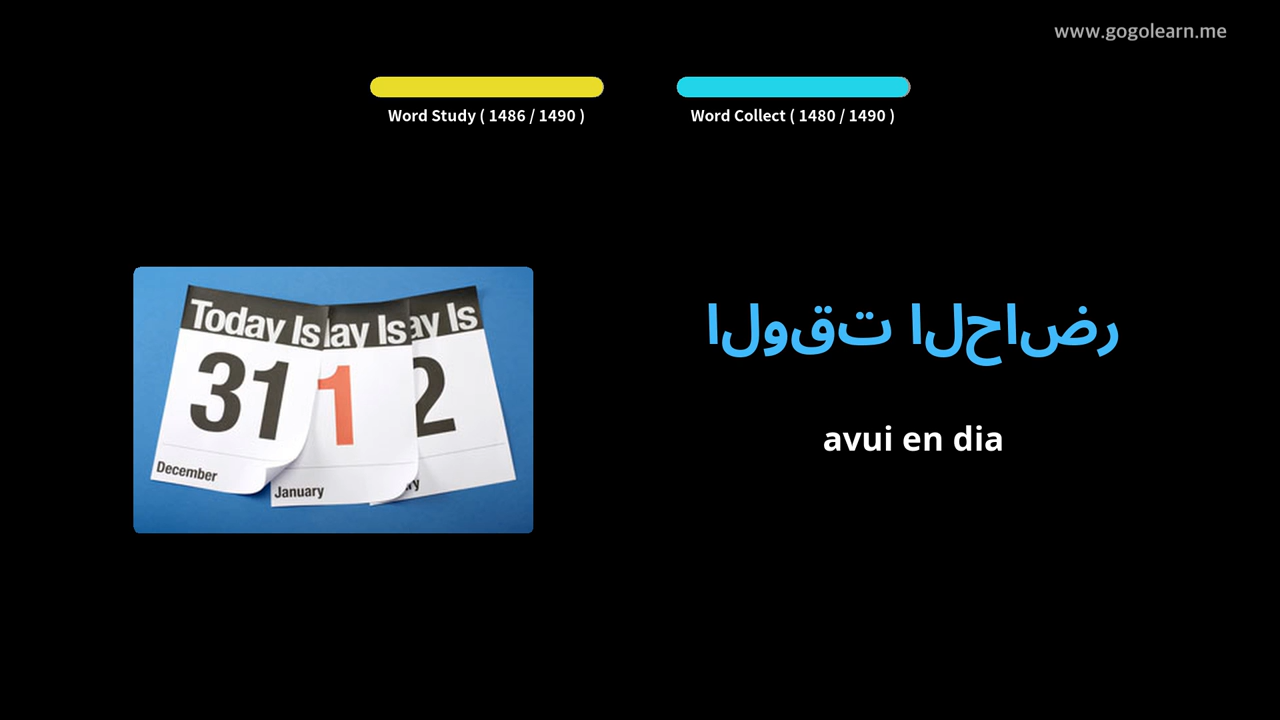 www.gogolearn.me
Word Study ( 1486 / 1490 )
Word Collect ( 1480 / 1490 )
Today Is
ay Is
ay Is
31
1
2
December
January
ry
الوقت الحاضر
avui en dia